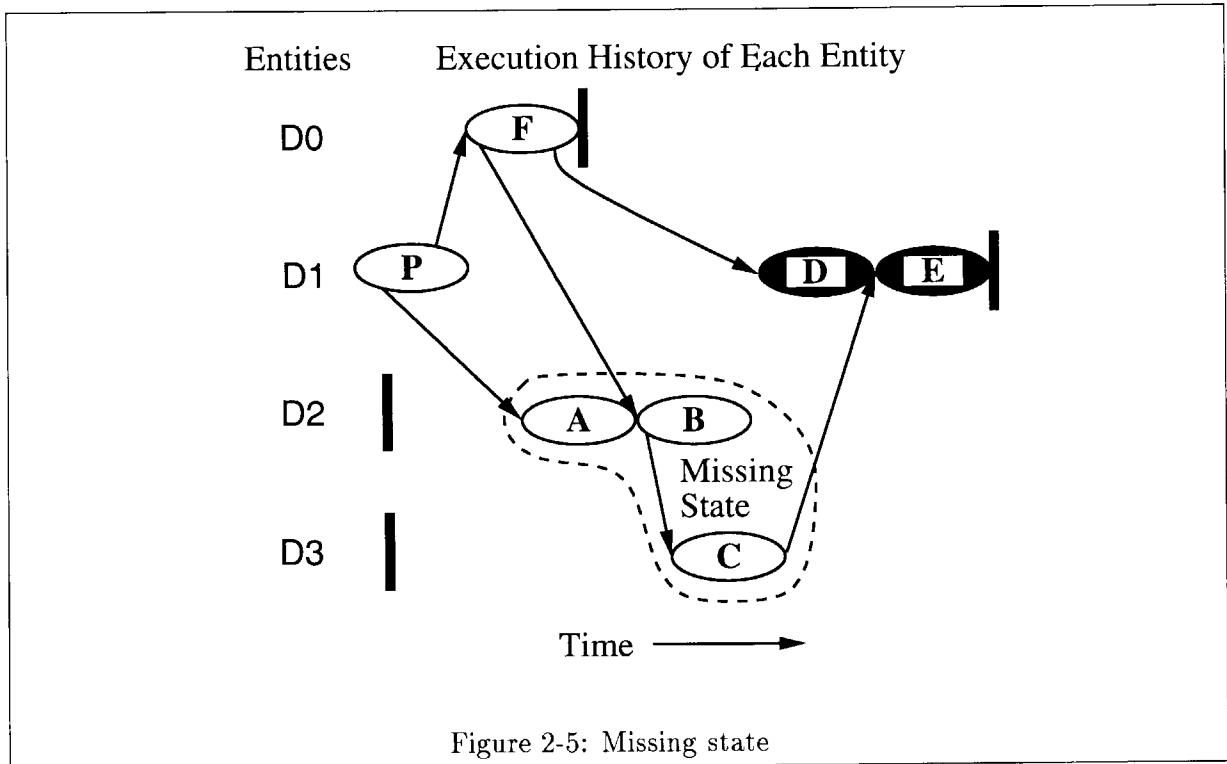 Entities Execution History of Each Entity
D0 F
D1 P D E
D2 A B
Missing
State
D3 C
Time
Figure 2-5: Missing state